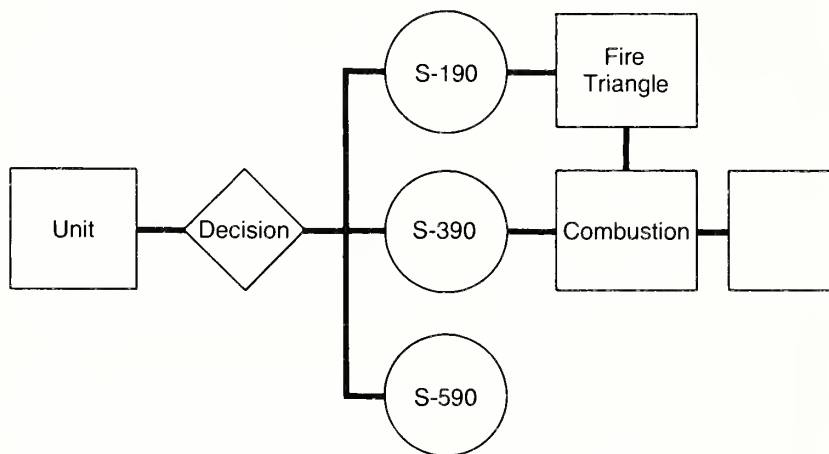 S-190
Fire
Triangle
Unit
Decision
S-390
Combustion
S-590